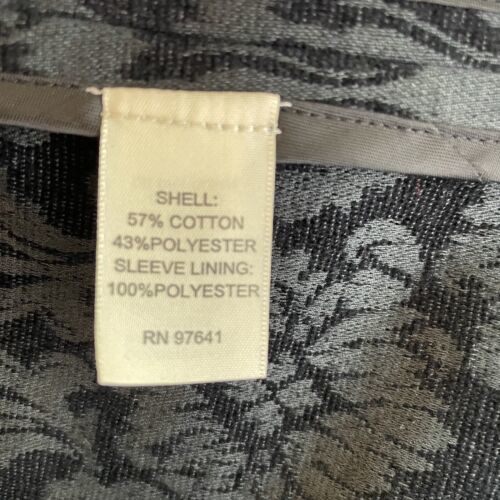 SHELL:
57% COTTON
43%POLYESTER
SLEEVE LINING:
100%POLYESTER
RN 97641